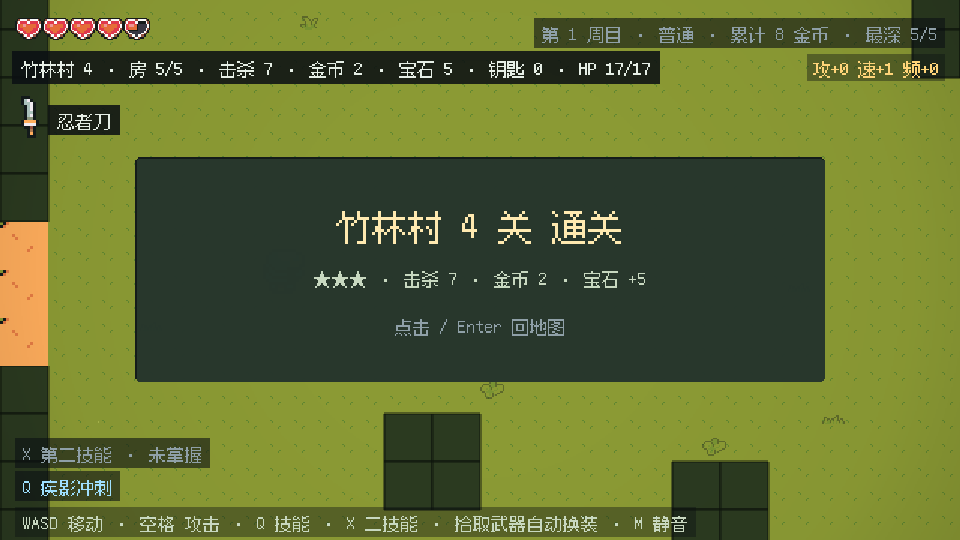 第 1 周目 · 普通 · 累计 8 金币 · 最深 5/5
竹林村 4 · 房 5/5 · 击杀 7 · 金币 2 · 宝石 5 · 钥匙 0 · HP 17/17
攻+0 速+1 频+0
忍者刀
竹林村 4 关 通关
★★★ · 击杀 7 · 金币 2 · 宝石 +5
点击 / Enter 回地图
X 第二技能 · 未掌握
Q 疾影冲刺
WASD 移动 · 空格 攻击 · Q 技能 · X 二技能 · 拾取武器自动换装 · M 静音